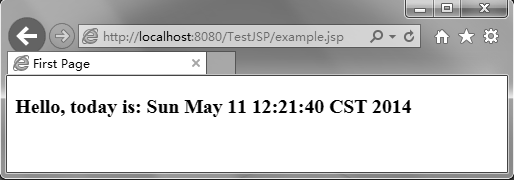 http://localhost:8080/TestJSP/example.jsp
First Page
Hello, today is: Sun May 11 12:21:40 CST 2014